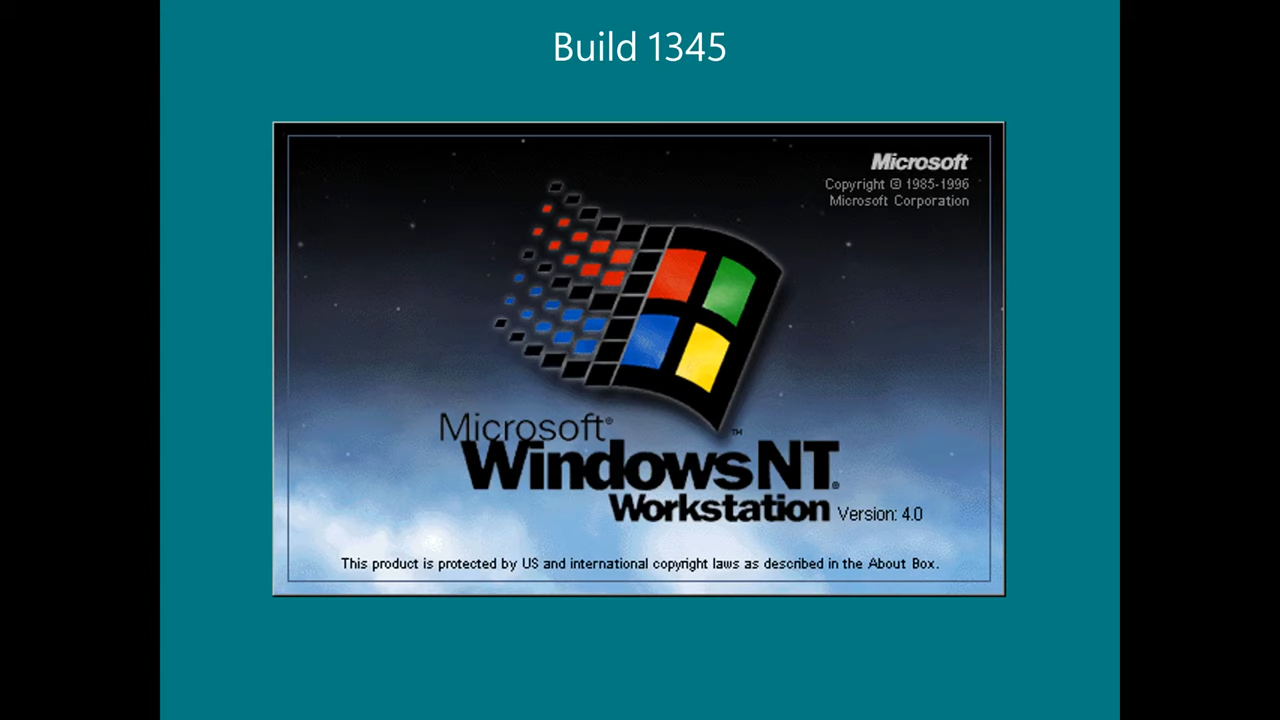 Build 1345
Microsoft
Copyright © 1985-1996
Microsoft Corporation
Microsoft®
™
WindowsNT®
Workstation Version: 4.0
This product is protected by US and international copyright laws as described in the About Box.